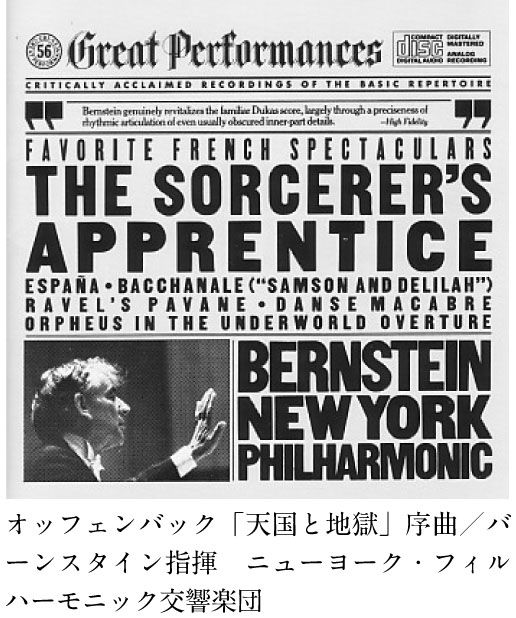 56 Great Performances
COMPACT disc DIGITAL AUDIO
DIGITALLY MASTERED
ANALOG RECORDING
CRITICALLY ACCLAIMED RECORDINGS OF THE BASIC REPERTOIRE
Bernstein genuinely revitalizes the familiar Dukas score, largely through a preciseness of
rhythmic articulation of even usually obscured inner-part details. —High Fidelity
FAVORITE FRENCH SPECTACULARS
THE SORCERER'S
APPRENTICE
ESPAÑA • BACCHANALE ("SAMSON AND DELILAH")
RAVEL'S PAVANE • DANSE MACABRE
ORPHEUS IN THE UNDERWORLD OVERTURE
BERNSTEIN
NEW YORK
PHILHARMONIC
オッフェンバック「天国と地獄」序曲／バ
ーンスタイン指揮　ニューヨーク・フィル
ハーモニック交響楽団